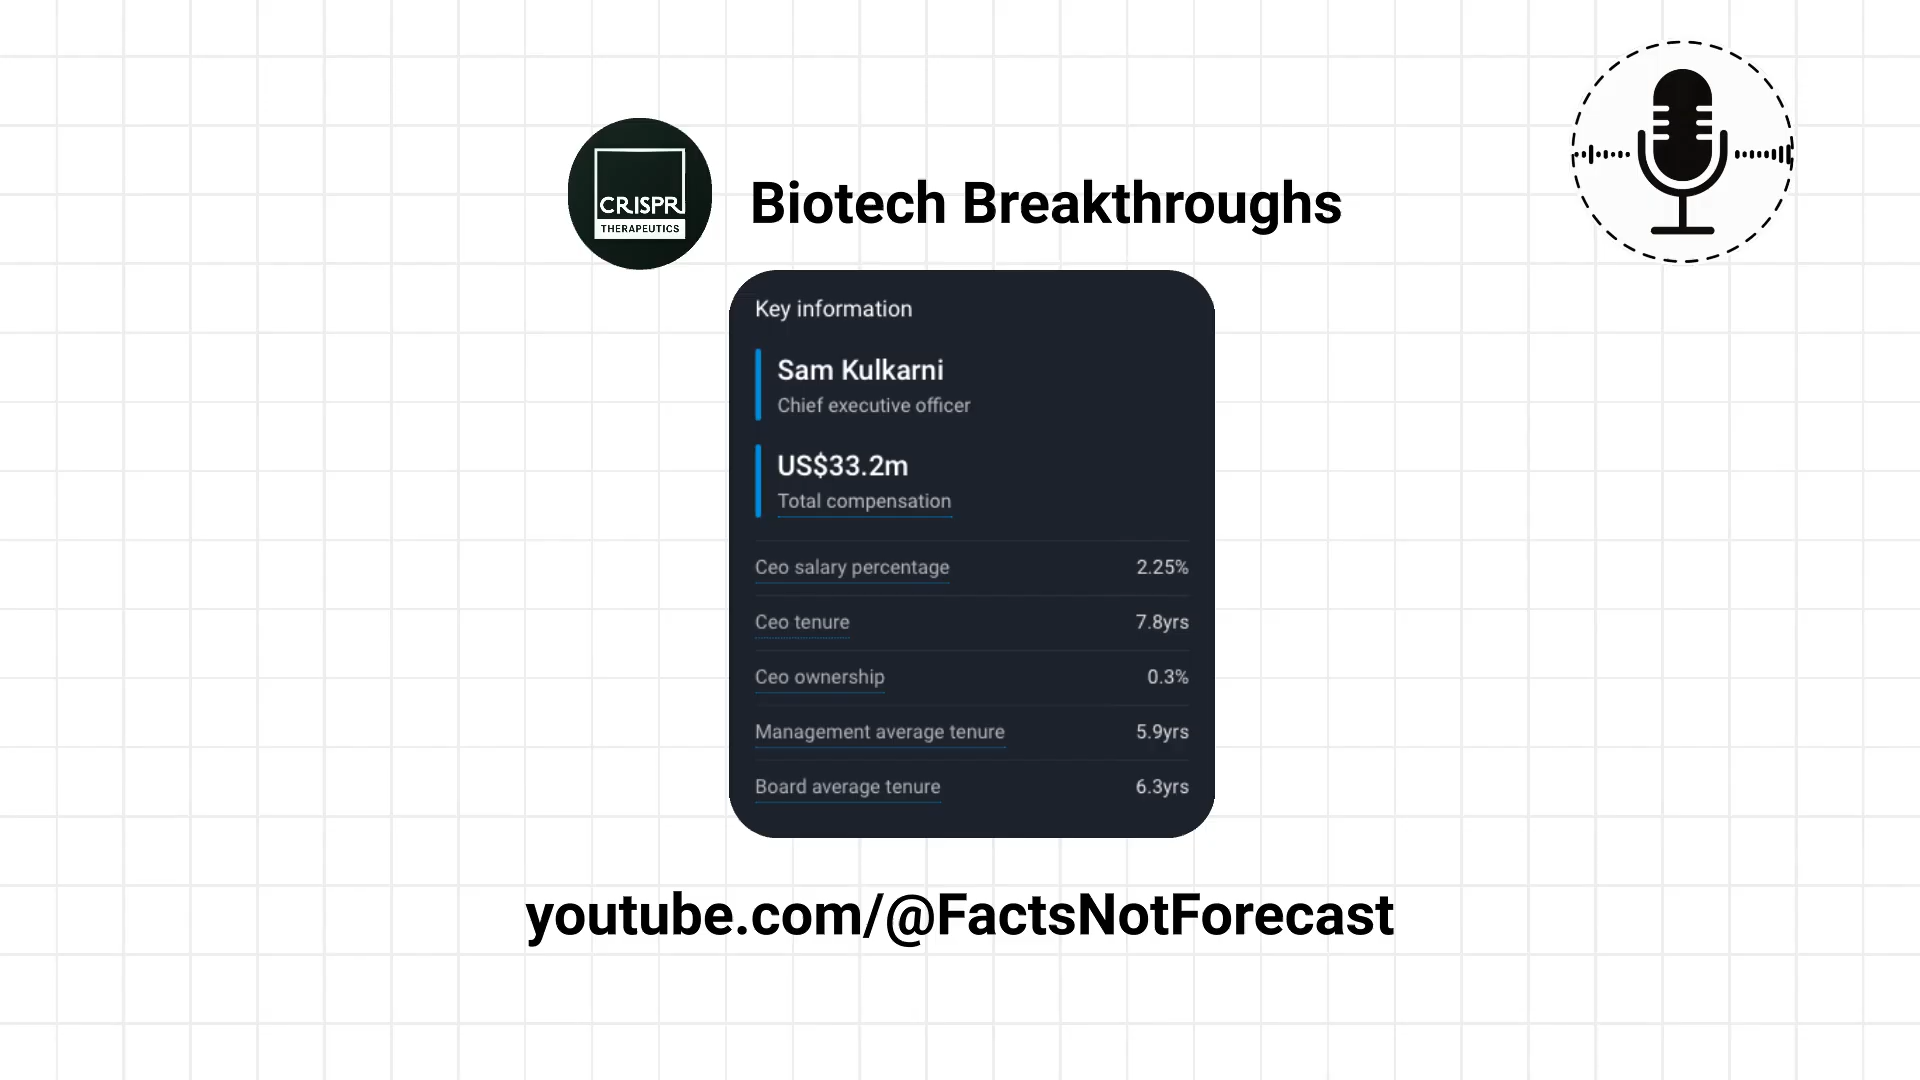 CRISPR
THERAPEUTICS
Biotech Breakthroughs
Key information
Sam Kulkarni
Chief executive officer
US$33.2m
Total compensation
Ceo salary percentage 2.25%
Ceo tenure 7.8yrs
Ceo ownership 0.3%
Management average tenure 5.9yrs
Board average tenure 6.3yrs
youtube.com/@FactsNotForecast